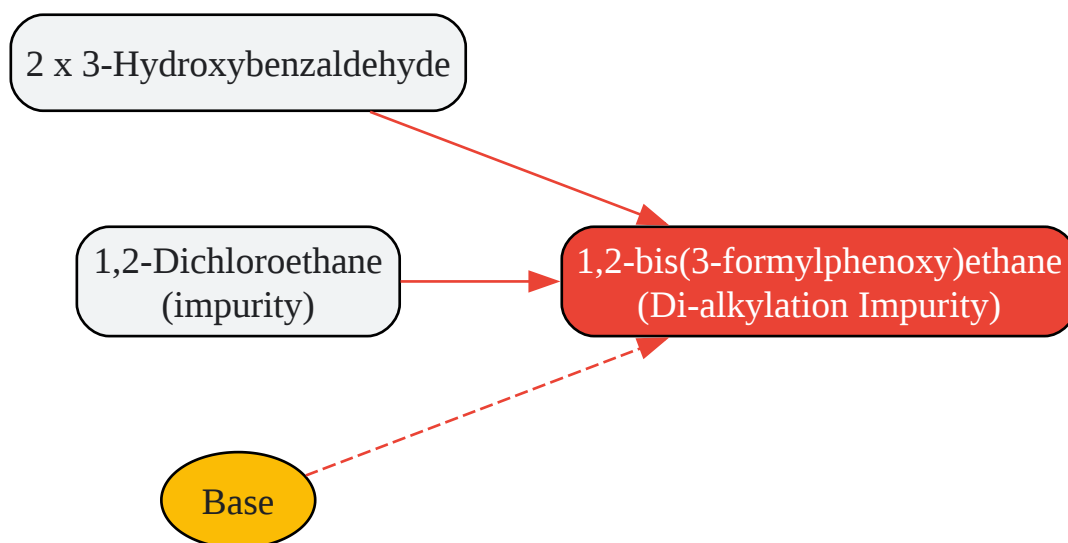 2 x 3-Hydroxybenzaldehyde
1,2-Dichloroethane
(impurity)
1,2-bis(3-formylphenoxy)ethane
(Di-alkylation Impurity)
Base